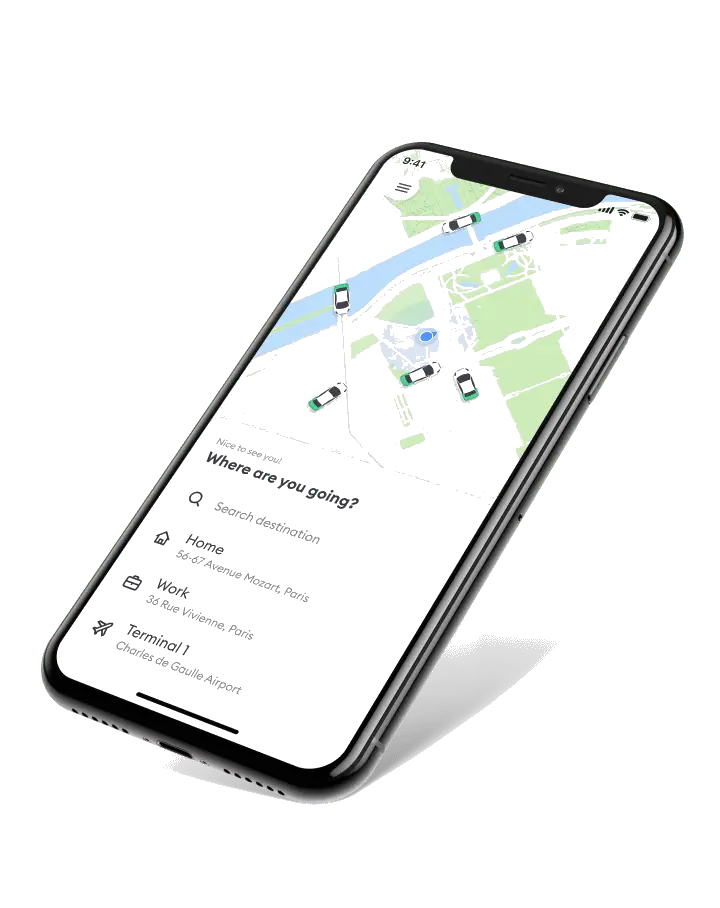 9:41
Nice to see you!
Where are you going?
Search destination
Home
56-67 Avenue Mozart, Paris
Work
36 Rue Vivienne, Paris
Terminal 1
Charles de Gaulle Airport